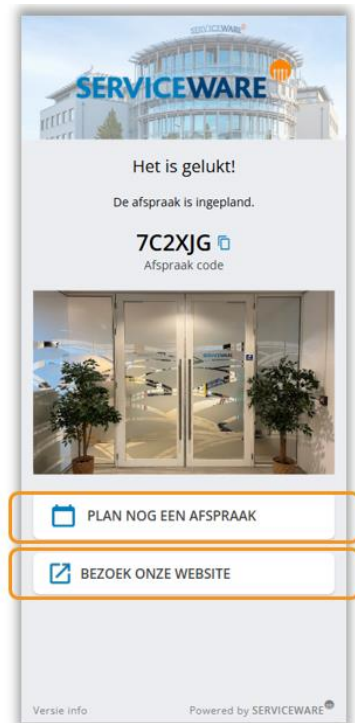 SERVICEWARE
SERVICEWARE
Het is gelukt!
De afspraak is ingepland.
7C2XJG
Afspraak code
SERVICEWARE
PLAN NOG EEN AFSPRAAK
BEZOEK ONZE WEBSITE
Versie info
Powered by SERVICEWARE